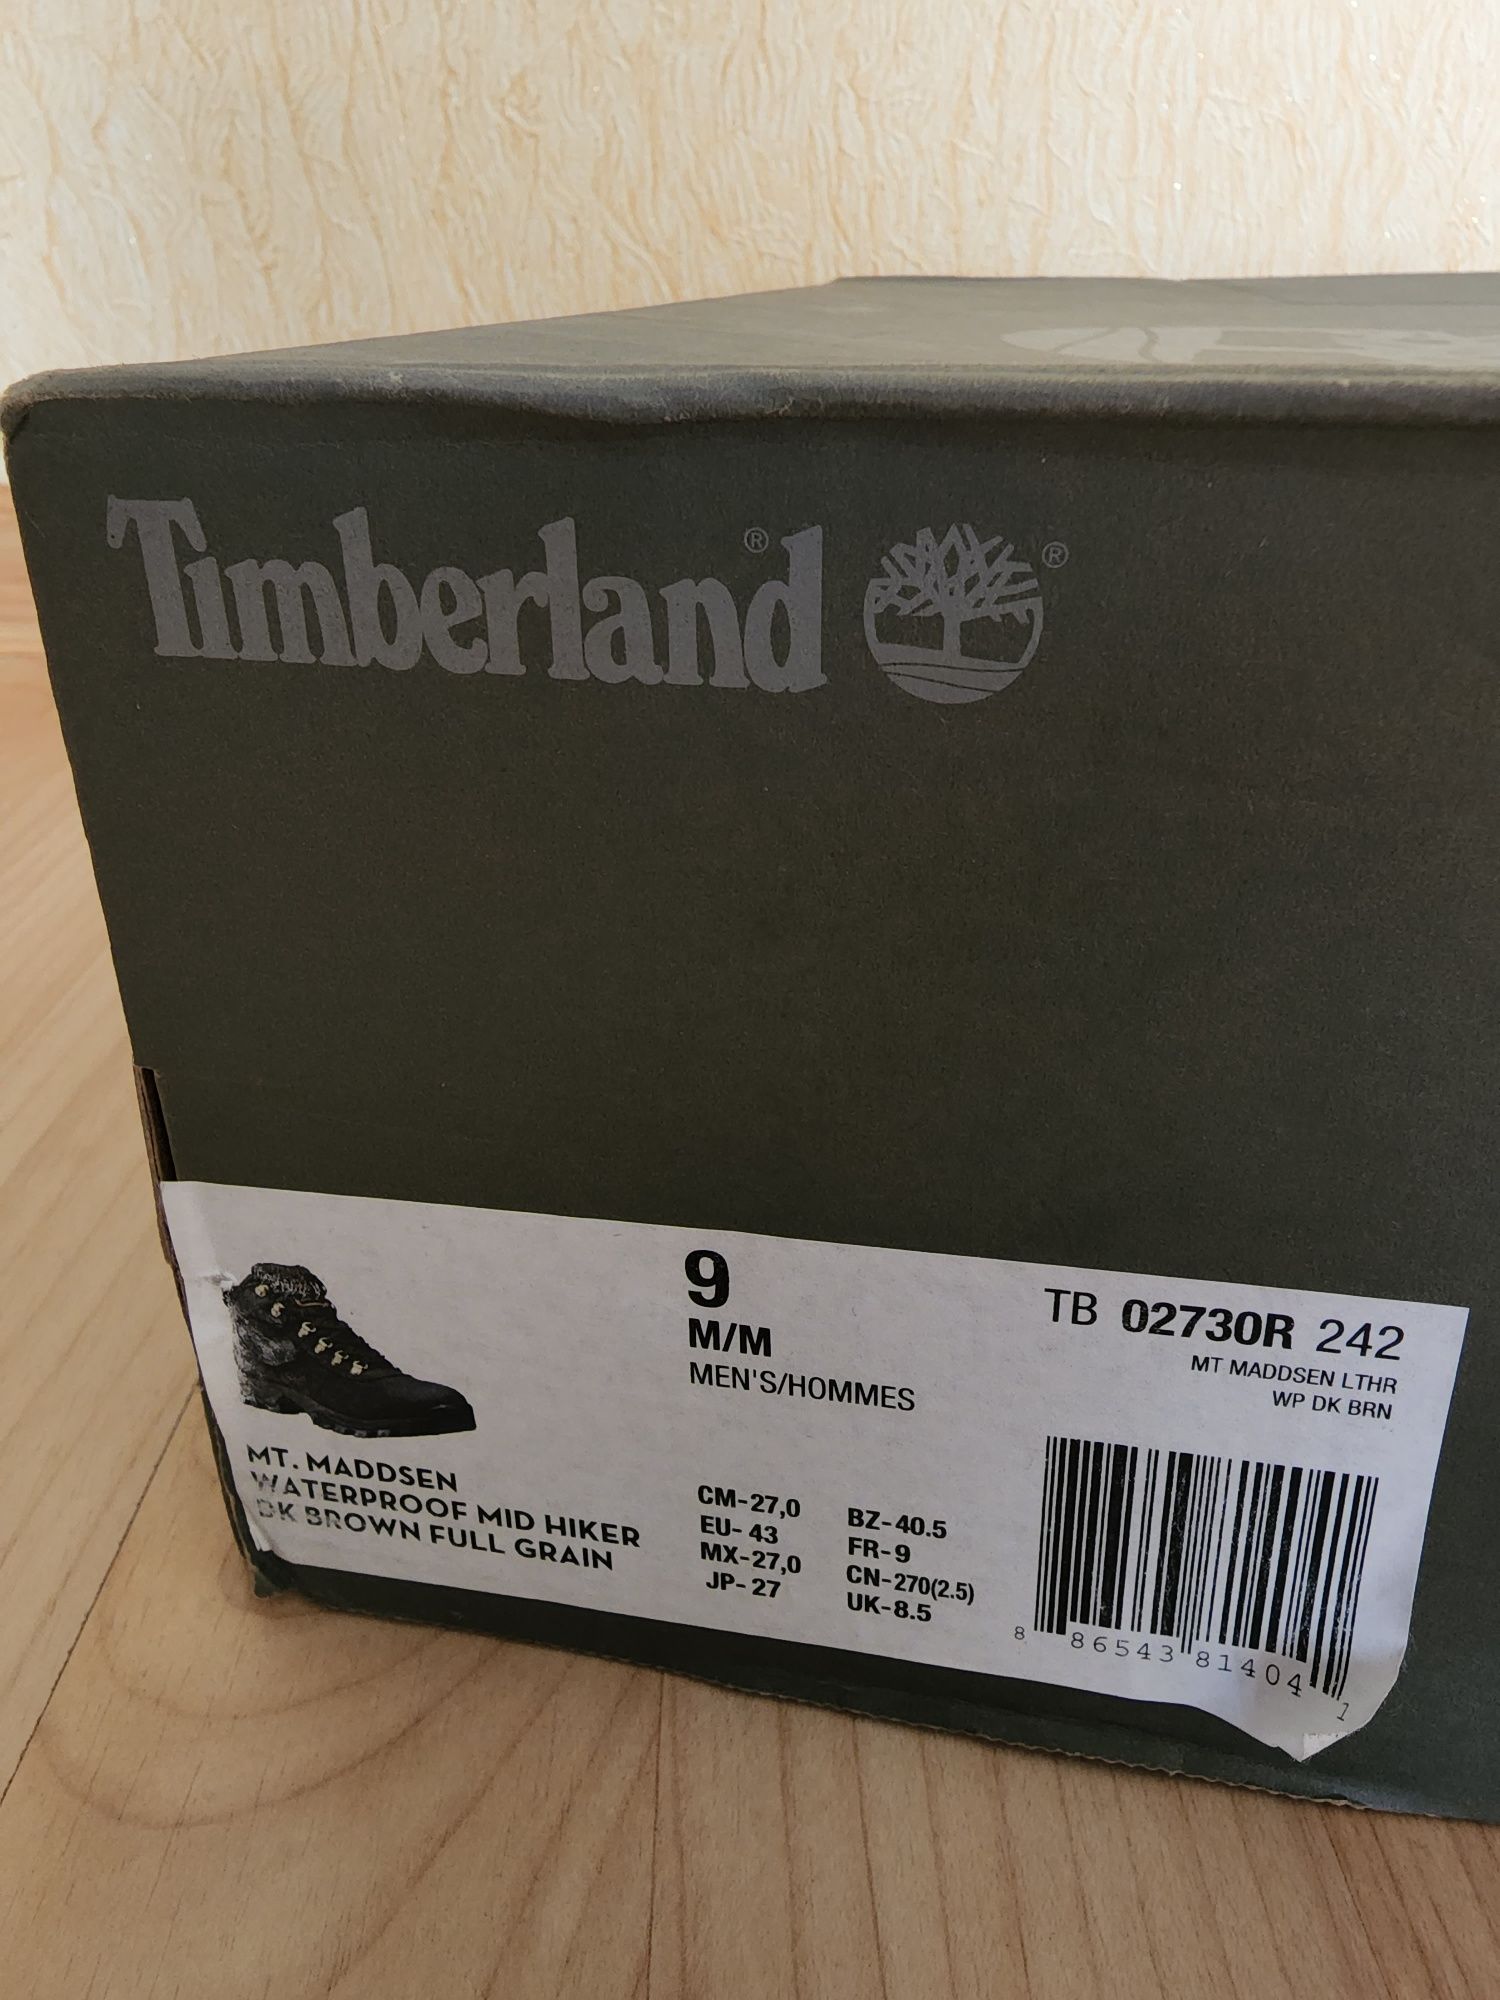 Timberland® ®
9
M/M
MEN'S/HOMMES
TB 02730R 242
MT MADDSEN LTHR
WP DK BRN
MT. MADDSEN
WATERPROOF MID HIKER
DK BROWN FULL GRAIN
CM-27,0
EU- 43
MX-27,0
JP- 27
BZ-40.5
FR-9
CN-270(2.5)
UK-8.5
8 86543 81404 1